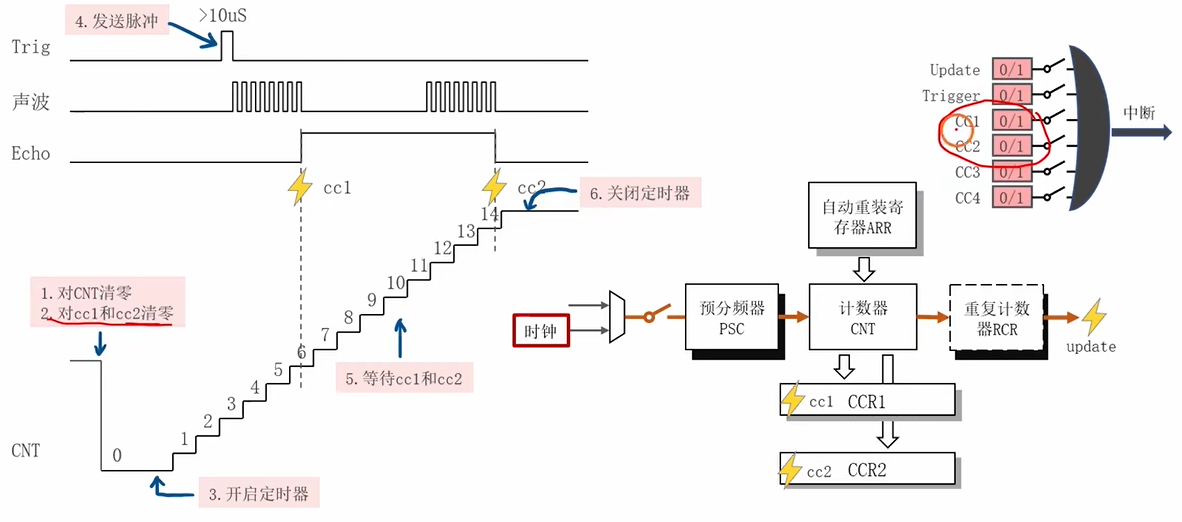 4.发送脉冲
>10uS
Trig
声波
Echo
cc1
cc2
6.关闭定时器
1.对CNT清零
2.对cc1和cc2清零
0
1
2
3
4
5
6
7
8
9
10
11
12
13
14
5.等待cc1和cc2
CNT
3.开启定时器
Update 0/1
Trigger 0/1
CC1 0/1
CC2 0/1
CC3 0/1
CC4 0/1
中断
自动重装寄
存器ARR
时钟
预分频器
PSC
计数器
CNT
重复计数
器RCR
update
cc1 CCR1
cc2 CCR2